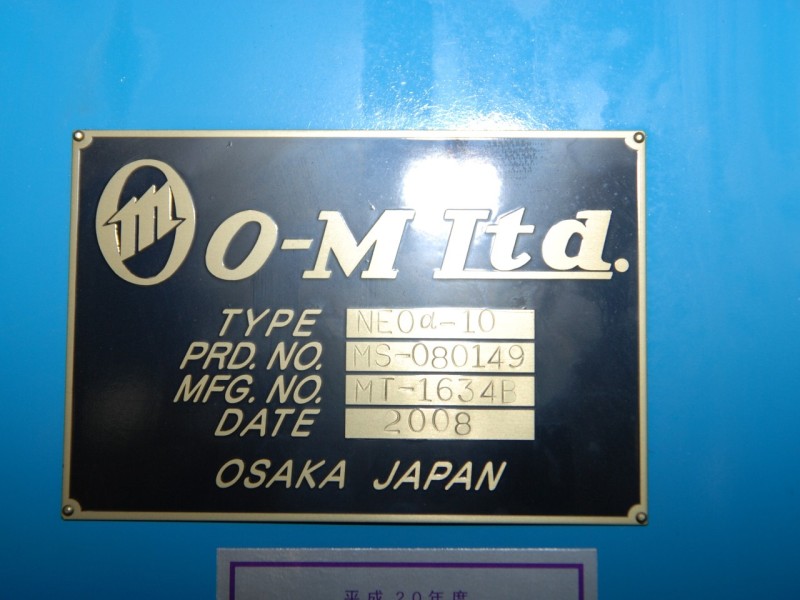 O-M Ltd.
TYPE NEOα-10
PRD. NO. MS-080149
MFG. NO. MT-1634B
DATE 2008
OSAKA JAPAN
平成20年度